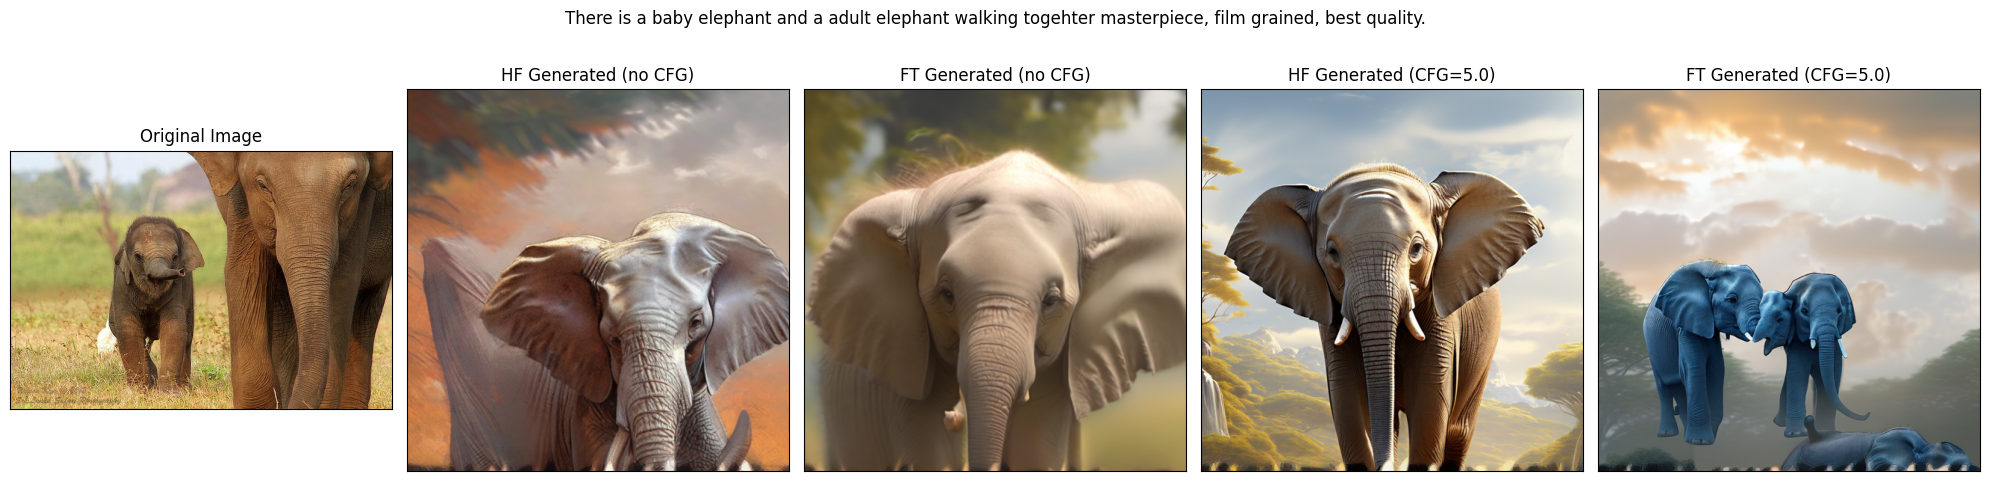 There is a baby elephant and a adult elephant walking togehter masterpiece, film grained, best quality.
Original Image
HF Generated (no CFG)
FT Generated (no CFG)
HF Generated (CFG=5.0)
FT Generated (CFG=5.0)